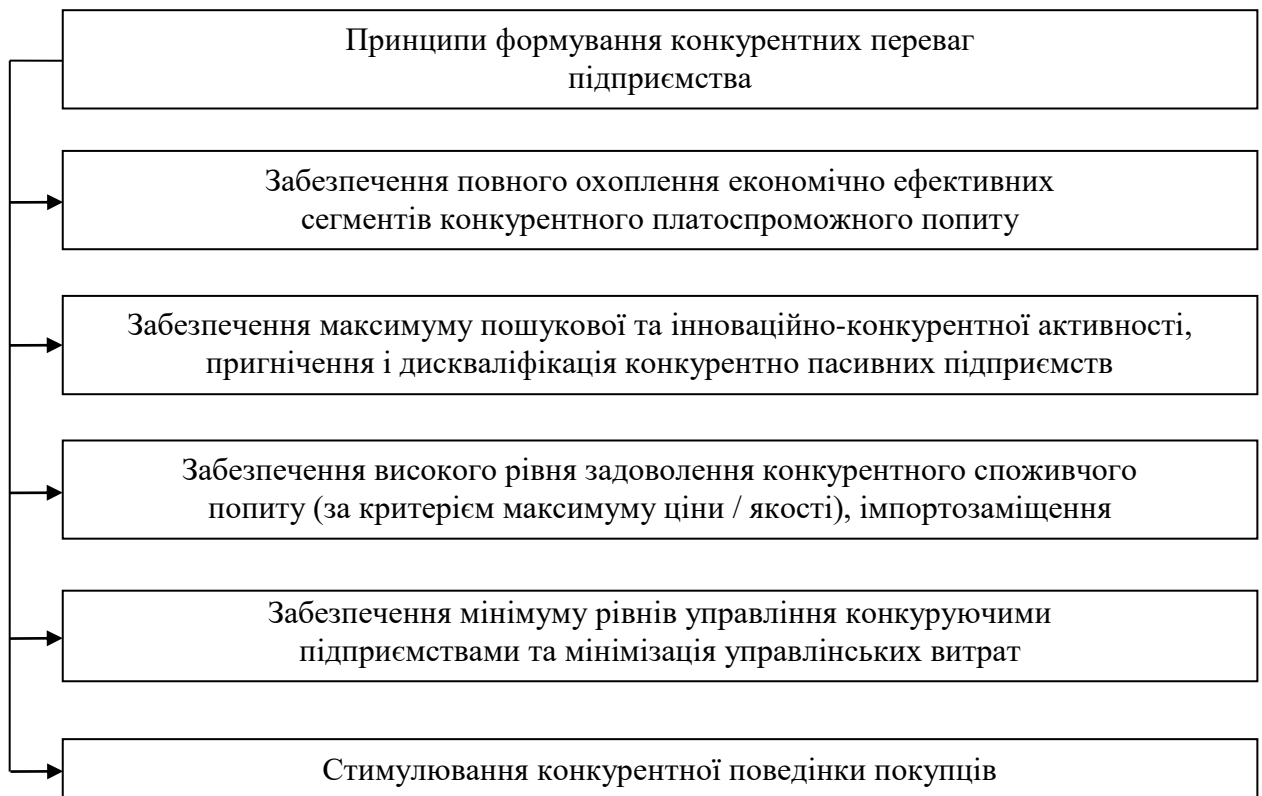 Принципи формування конкурентних переваг
підприємства
Забезпечення повного охоплення економічно ефективних
сегментів конкурентного платоспроможного попиту
Забезпечення максимуму пошукової та інноваційно-конкурентної активності,
пригнічення і дискваліфікація конкурентно пасивних підприємств
Забезпечення високого рівня задоволення конкурентного споживчого
попиту (за критерієм максимуму ціни / якості), імпортозаміщення
Забезпечення мінімуму рівнів управління конкуруючими
підприємствами та мінімізація управлінських витрат
Стимулювання конкурентної поведінки покупців